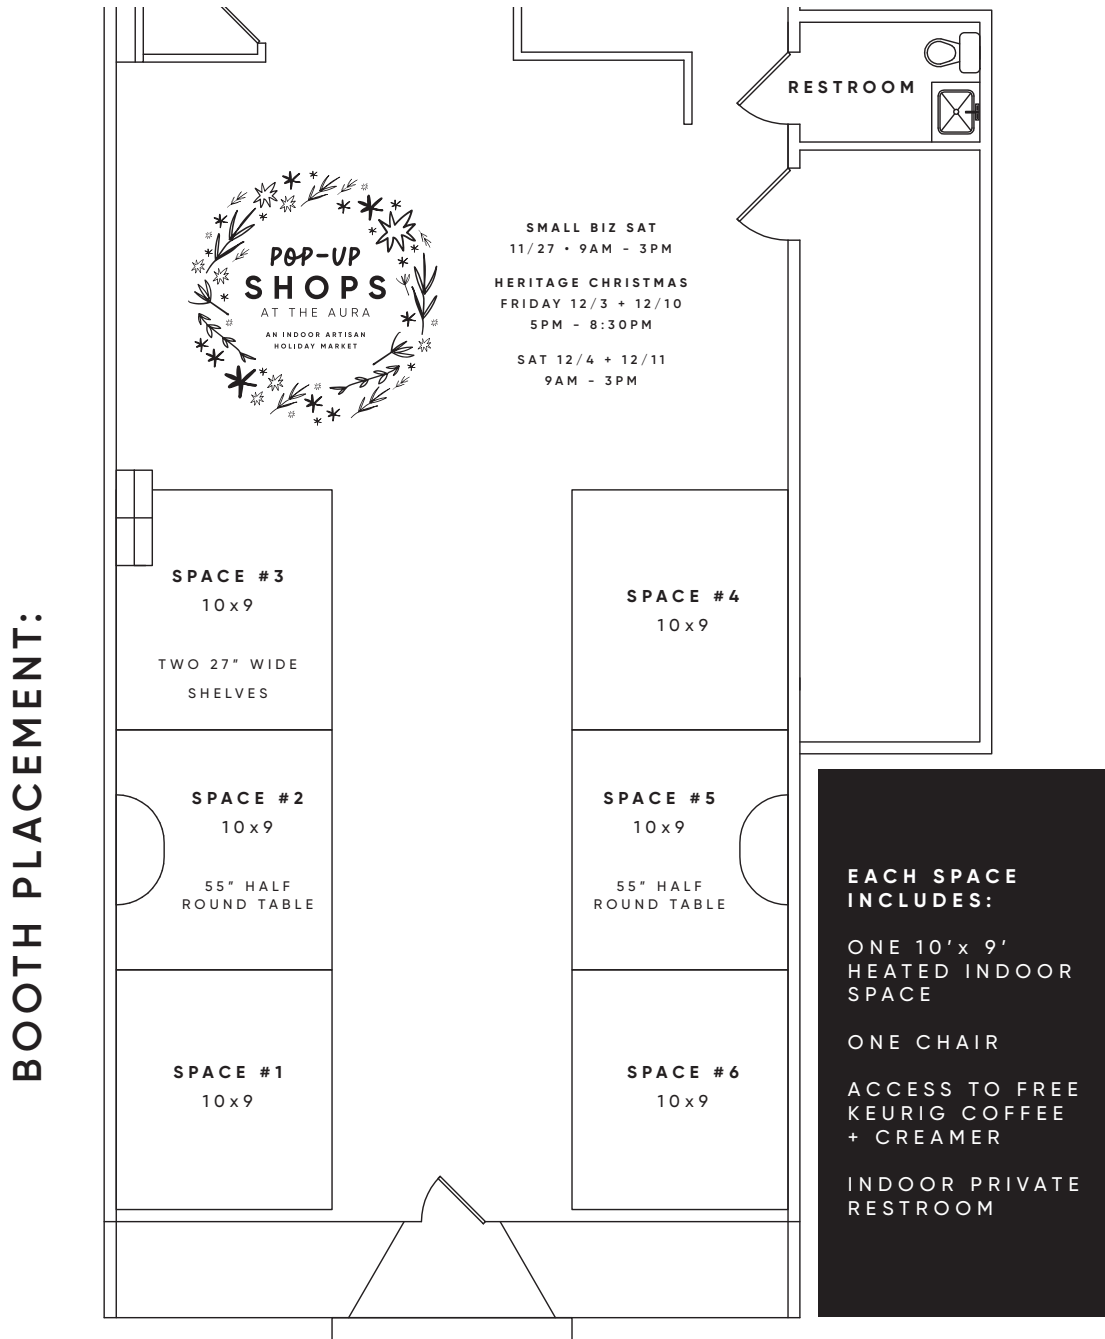 RESTROOM
POP-UP
SHOPS
AT THE AURA
AN INDOOR ARTISAN
HOLIDAY MARKET
SMALL BIZ SAT
11/27 • 9AM - 3PM
HERITAGE CHRISTMAS
FRIDAY 12/3 + 12/10
5PM - 8:30PM
SAT 12/4 + 12/11
9AM - 3PM
BOOTH PLACEMENT:
SPACE #3
10x9
TWO 27" WIDE
SHELVES
SPACE #4
10x9
SPACE #2
10x9
55" HALF
ROUND TABLE
SPACE #5
10x9
55" HALF
ROUND TABLE
SPACE #1
10x9
SPACE #6
10x9
EACH SPACE
INCLUDES:
ONE 10'x 9'
HEATED INDOOR
SPACE
ONE CHAIR
ACCESS TO FREE
KEURIG COFFEE
+ CREAMER
INDOOR PRIVATE
RESTROOM